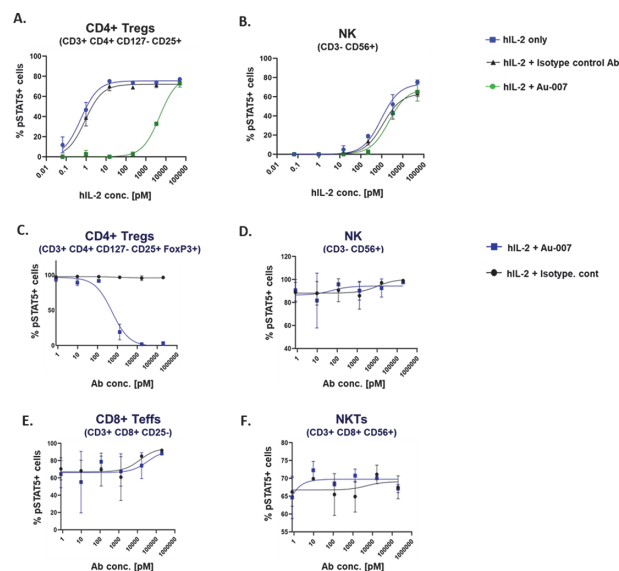 A.
CD4+ Tregs
(CD3+ CD4+ CD127- CD25+
% pSTAT5+ cells
100
80
60
40
20
0
0.01
0.1
1
10
100
1000
10000
100000
hIL-2 conc. [pM]
B.
NK
(CD3- CD56+)
% pSTAT5+ cells
100
80
60
40
20
0
0.01
0.1
1
10
100
1000
10000
100000
hIL-2 conc. [pM]
hIL-2 only
hIL-2 + Isotype control Ab
hIL-2 + Au-007
C.
CD4+ Tregs
(CD3+ CD4+ CD127- CD25+ FoxP3+)
% pSTAT5+ cells
100
50
0
1
10
100
1000
10000
100000
1000000
Ab conc. [pM]
D.
NK
(CD3- CD56+)
% pSTAT5+ cells
120
100
80
60
40
1
10
100
1000
10000
100000
1000000
Ab conc. [pM]
hIL-2 + Au-007
hIL-2 + Isotype. cont
E.
CD8+ Teffs
(CD3+ CD8+ CD25-)
% pSTAT5+ cells
100
80
60
40
20
0
1
10
100
1000
10000
100000
1000000
Ab conc. [pM]
F.
NKTs
(CD3+ CD8+ CD56+)
% pSTAT5+ cells
80
75
70
65
60
55
1
10
100
1000
10000
100000
1000000
Ab conc. [pM]